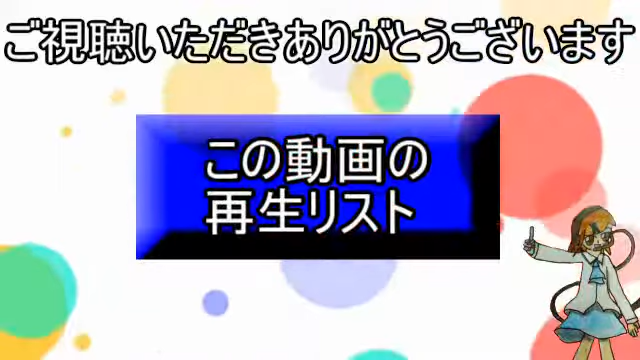 ご視聴いただきありがとうございます
この動画の
再生リスト